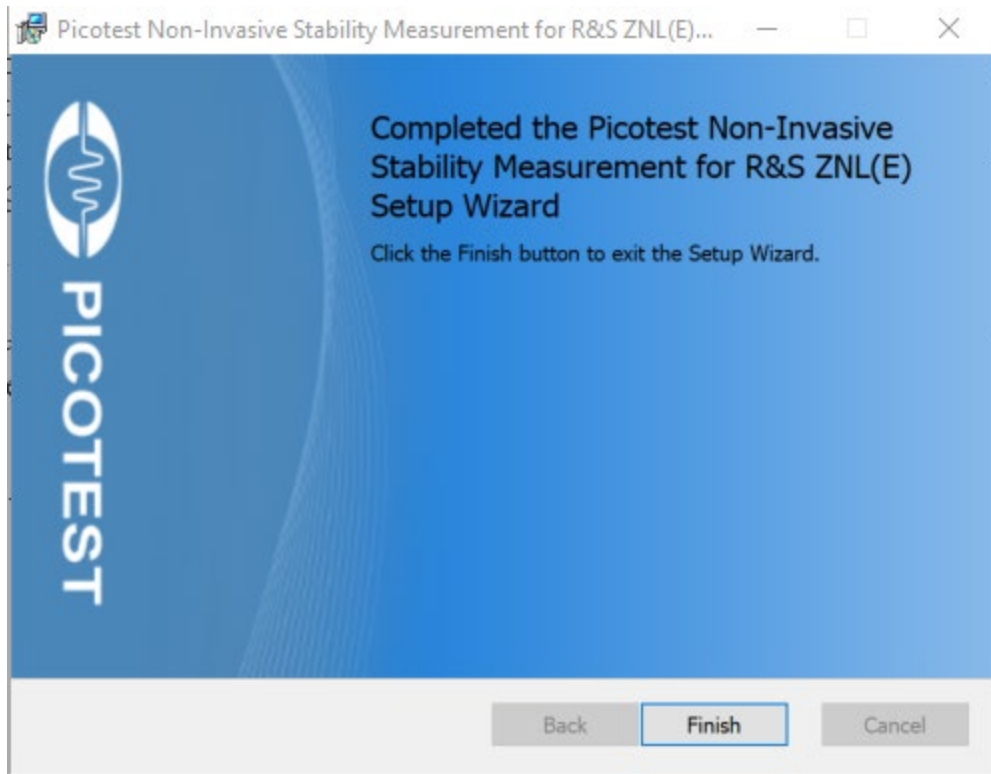 Picotest Non-Invasive Stability Measurement for R&S ZNL(E)...
Completed the Picotest Non-Invasive
Stability Measurement for R&S ZNL(E)
Setup Wizard
Click the Finish button to exit the Setup Wizard.
PICOTEST
Back
Finish
Cancel